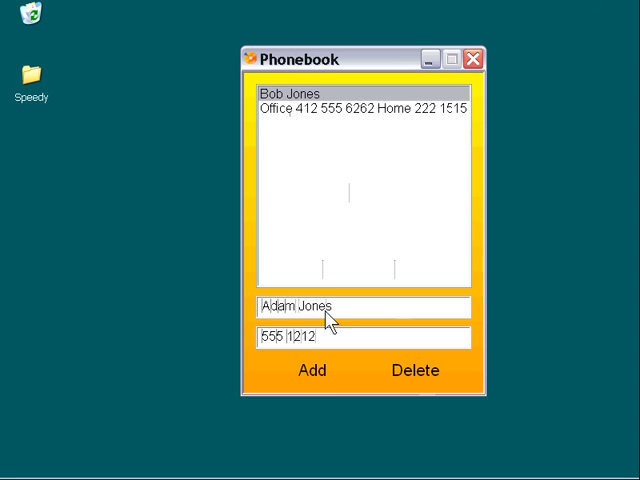 Phonebook
Speedy
Bob Jones
Office 412 555 6262 Home 222 1515
Adam Jones
555 1212
Add
Delete